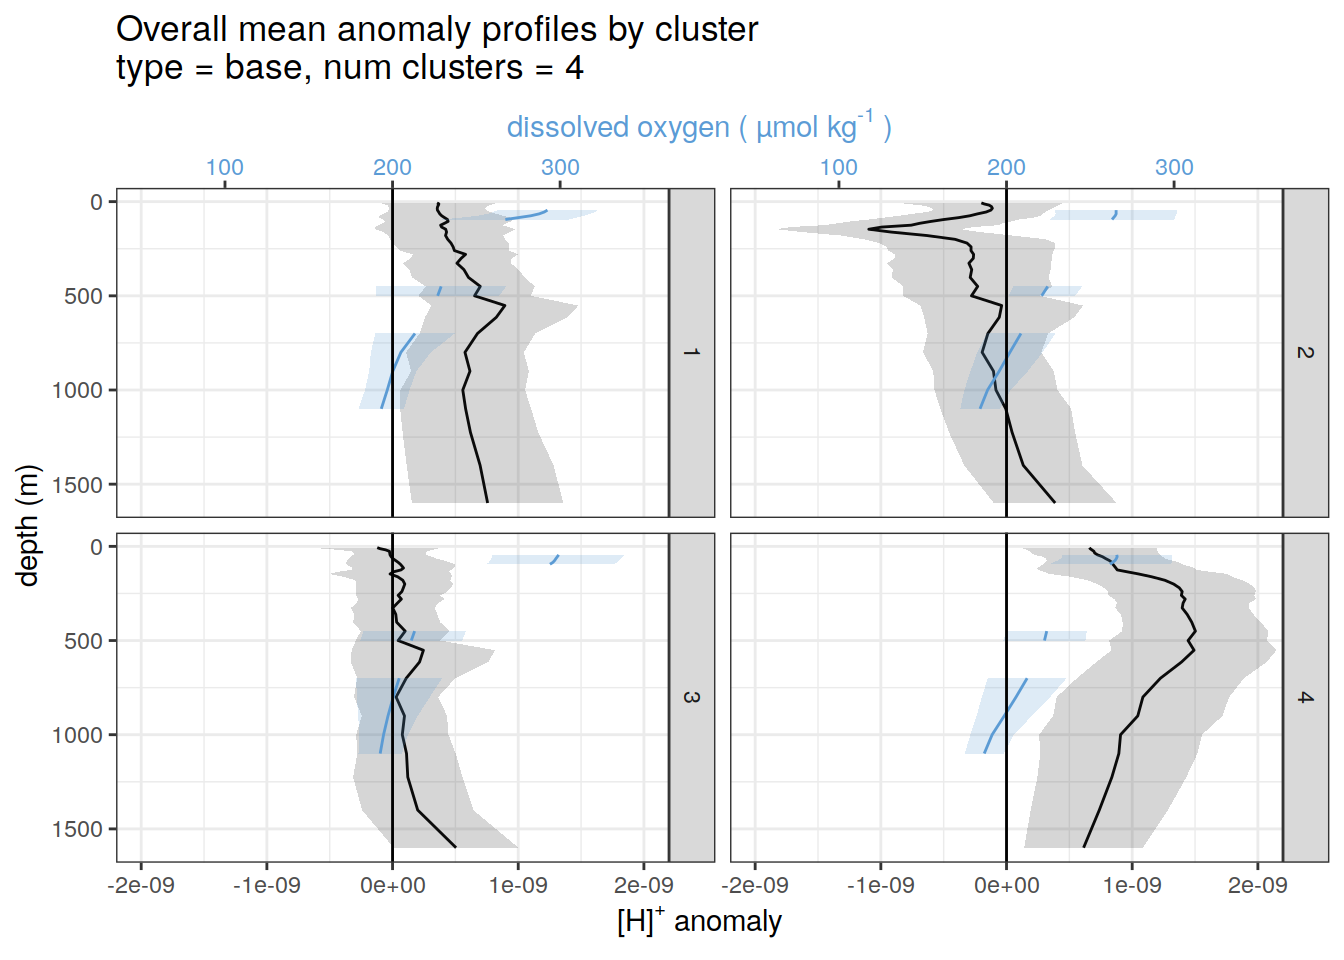 Overall mean anomaly profiles by cluster
type = base, num clusters = 4
dissolved oxygen ( µmol kg⁻¹ )
100 200 300 100 200 300
0
500
1000
1500
1
2
depth (m)
0
500
1000
1500
3
4
-2e-09 -1e-09 0e+00 1e-09 2e-09 -2e-09 -1e-09 0e+00 1e-09 2e-09
[H]⁺ anomaly